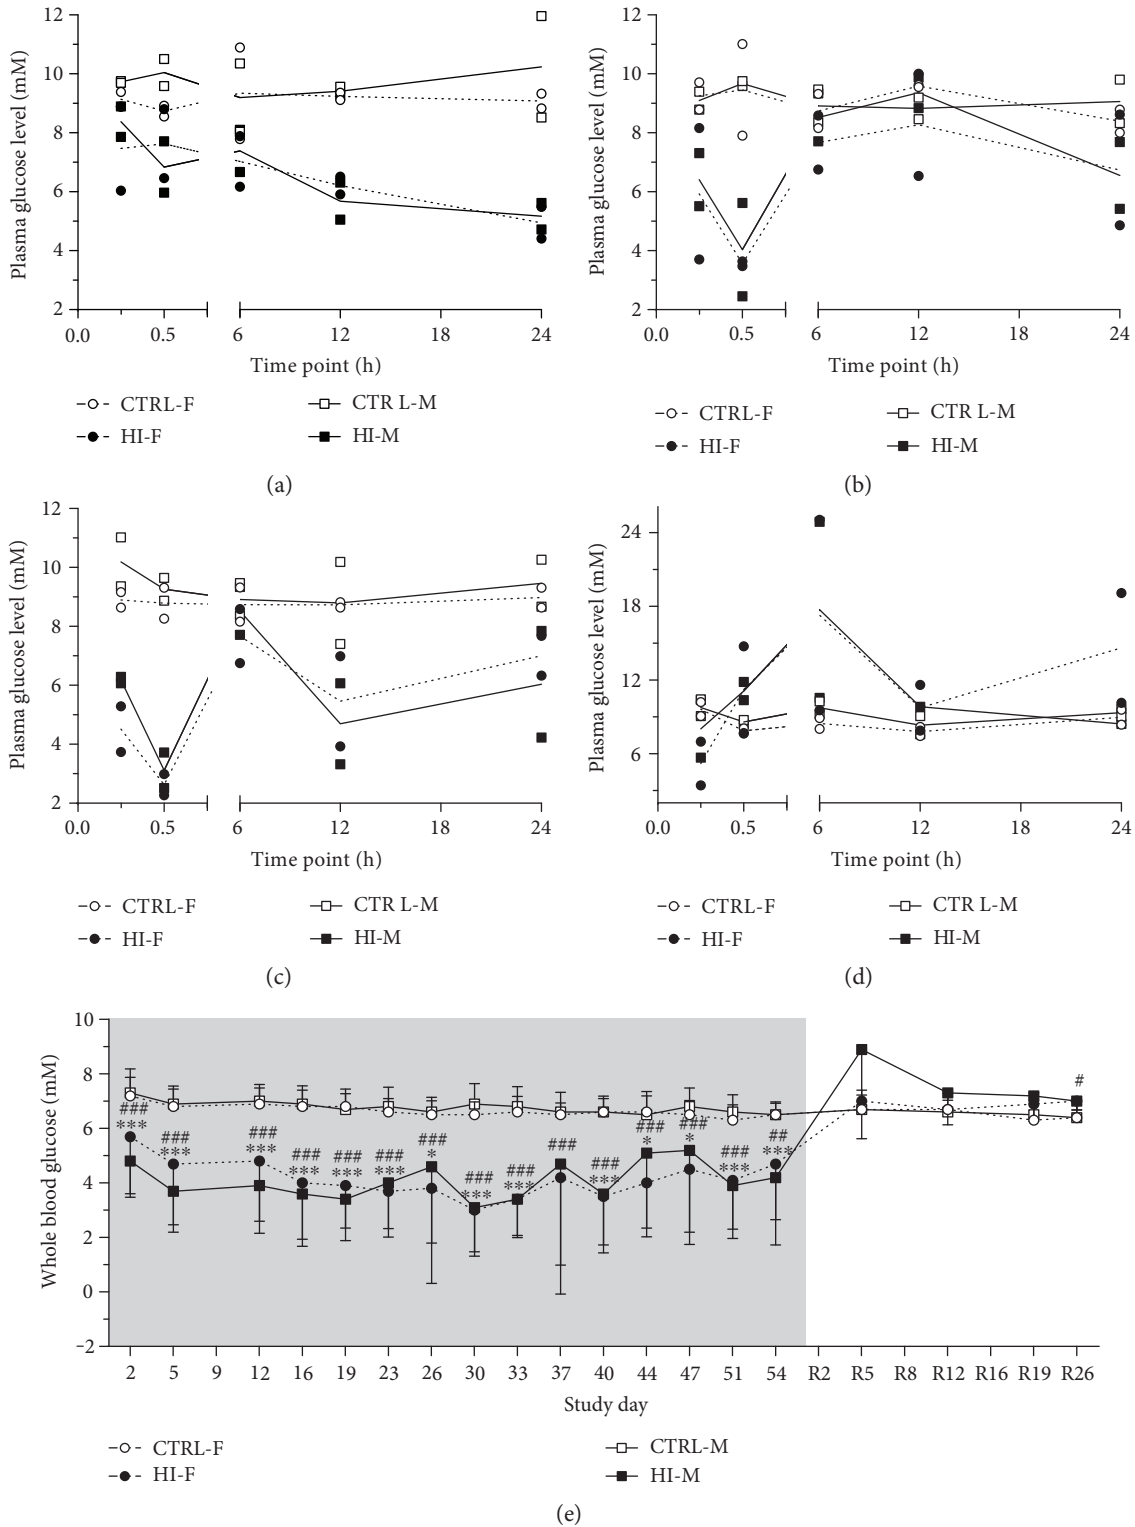 12
10
8
6
4
2
Plasma glucose level (mM)
0.0
0.5
6
12
18
24
Time point (h)
CTRL-F
CTR L-M
HI-F
HI-M
(a)
12
10
8
6
4
2
Plasma glucose level (mM)
0.0
0.5
6
12
18
24
Time point (h)
CTRL-F
CTR L-M
HI-F
HI-M
(b)
12
10
8
6
4
2
Plasma glucose level (mM)
0.0
0.5
6
12
18
24
Time point (h)
CTRL-F
CTR L-M
HI-F
HI-M
(c)
24
18
12
6
Plasma glucose level (mM)
0.0
0.5
6
12
18
24
Time point (h)
CTRL-F
CTR L-M
HI-F
HI-M
(d)
10
8
6
4
2
0
−2
Whole blood glucose (mM)
###
***
###
***
###
***
###
***
###
***
###
***
###
*
###
***
###
***
###
###
***
###
*
###
*
###
***
##
***
#
2 5 9 12 16 19 23 26 30 33 37 40 44 47 51 54 R2 R5 R8 R12 R16 R19 R26
Study day
CTRL-F
CTRL-M
HI-F
HI-M
(e)